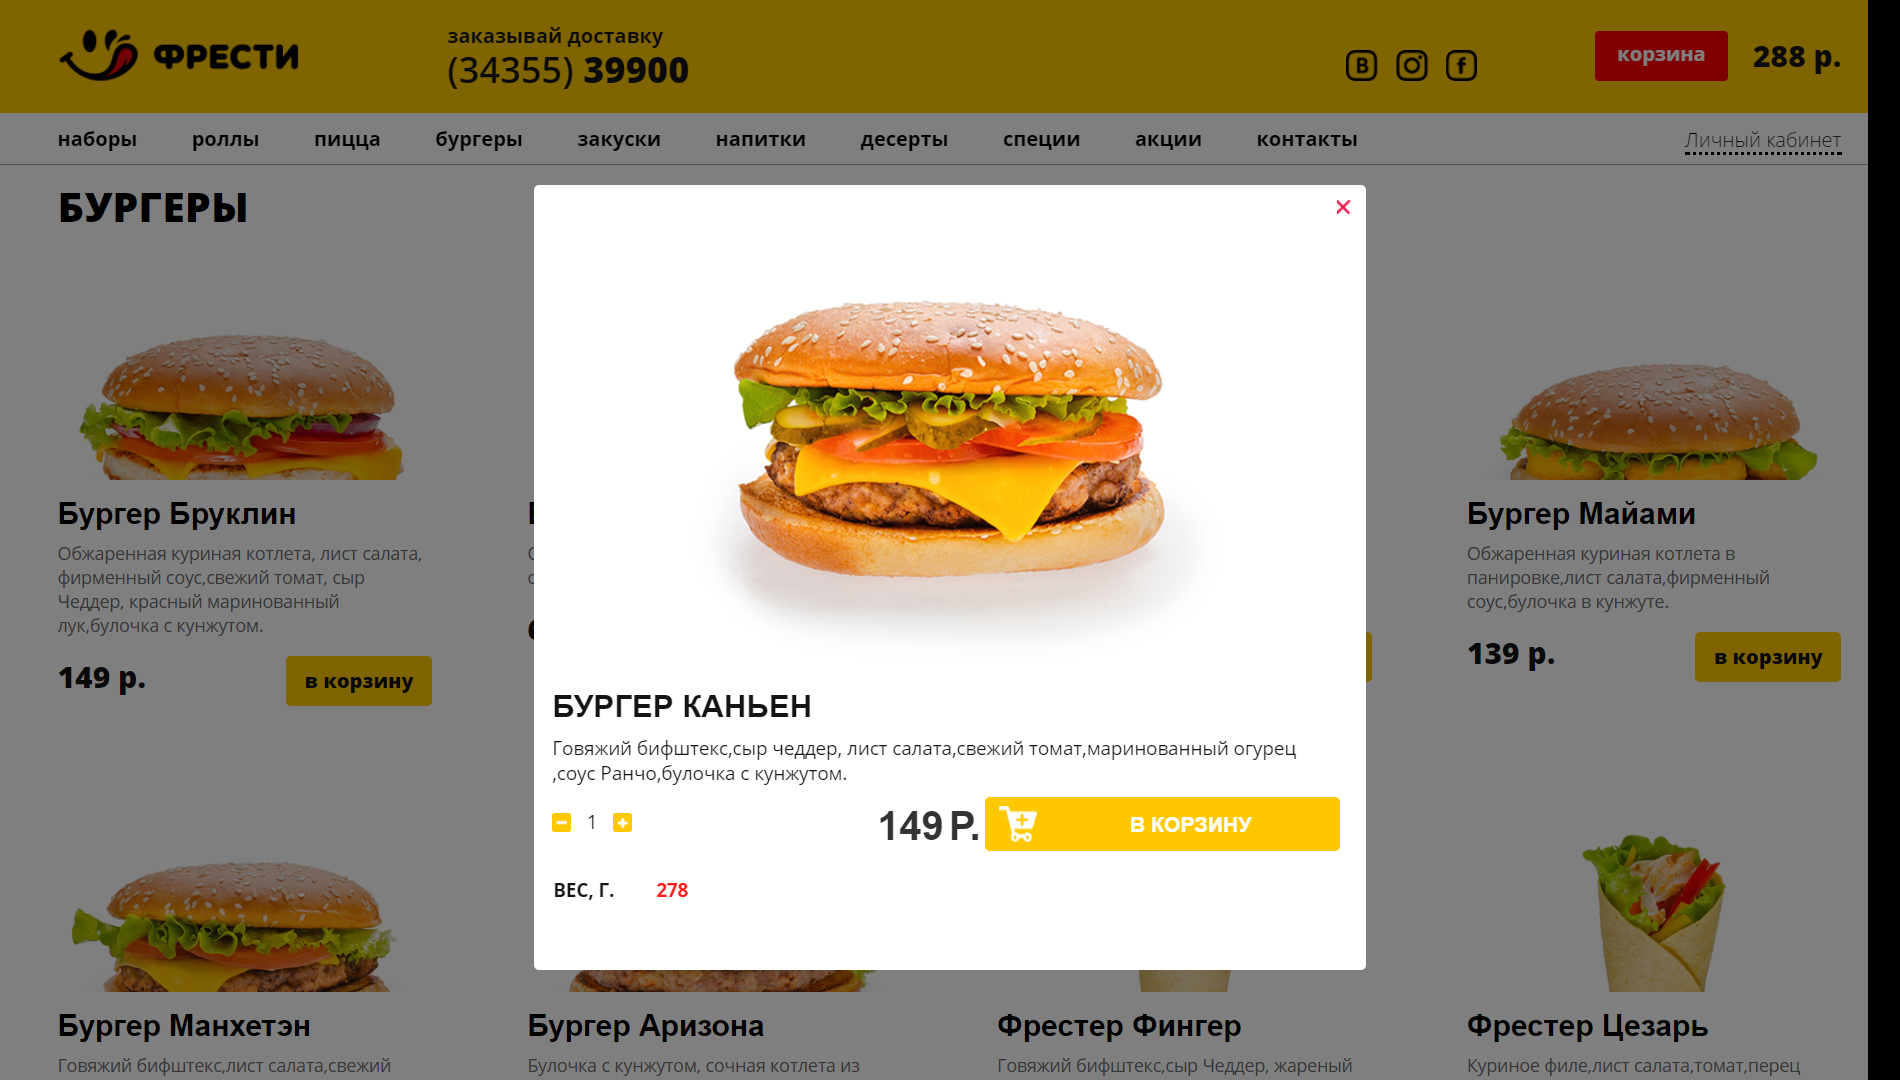 ФРЕСТИ
заказывай доставку
(34355) 39900
B
f
корзина
288 р.
наборы
роллы
пицца
бургеры
закуски
напитки
десерты
специи
акции
контакты
Личный кабинет
БУРГЕРЫ
Бургер Бруклин
Обжаренная куриная котлета, лист салата,
фирменный соус,свежий томат, сыр
Чеддер, красный маринованный
лук,булочка с кунжутом.
149 р.
в корзину
БУРГЕР КАНЬЕН
Говяжий бифштекс,сыр чеддер, лист салата,свежий томат,маринованный огурец
,соус Ранчо,булочка с кунжутом.
1
149 Р.
В КОРЗИНУ
ВЕС, Г.
278
Бургер Майами
Обжаренная куриная котлета в
панировке,лист салата,фирменный
соус,булочка в кунжуте.
139 р.
в корзину
Бургер Манхетэн
Говяжий бифштекс,лист салата,свежий
Бургер Аризона
Булочка с кунжутом, сочная котлета из
Фрестер Фингер
Говяжий бифштекс,сыр Чеддер, жареный
Фрестер Цезарь
Куриное филе,лист салата,томат,перец